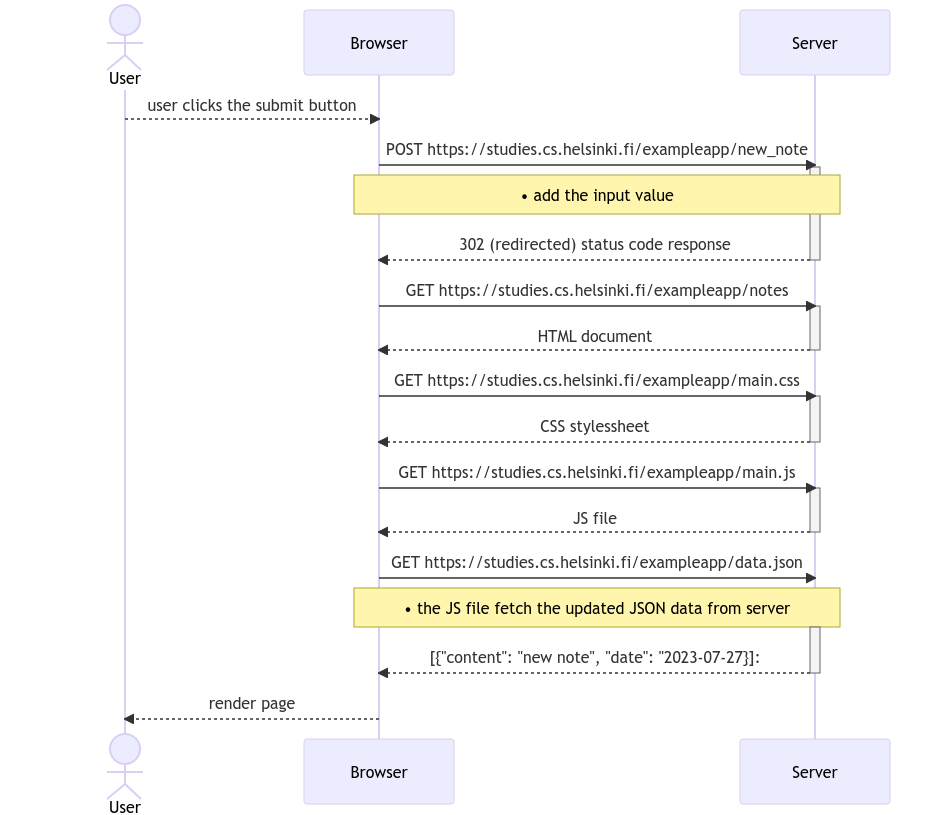 User
Browser
Server
user clicks the submit button
POST https://studies.cs.helsinki.fi/exampleapp/new_note
• add the input value
302 (redirected) status code response
GET https://studies.cs.helsinki.fi/exampleapp/notes
HTML document
GET https://studies.cs.helsinki.fi/exampleapp/main.css
CSS stylessheet
GET https://studies.cs.helsinki.fi/exampleapp/main.js
JS file
GET https://studies.cs.helsinki.fi/exampleapp/data.json
• the JS file fetch the updated JSON data from server
[{"content": "new note", "date": "2023-07-27}]:
render page
User
Browser
Server